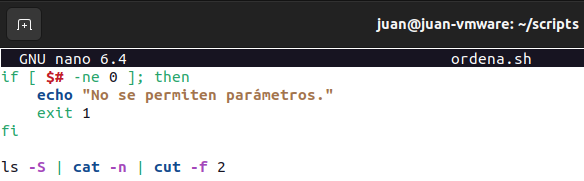 juan@juan-vmware: ~/scripts
GNU nano 6.4 ordena.sh
if [ $# -ne 0 ]; then
    echo "No se permiten parámetros."
    exit 1
fi

ls -S | cat -n | cut -f 2